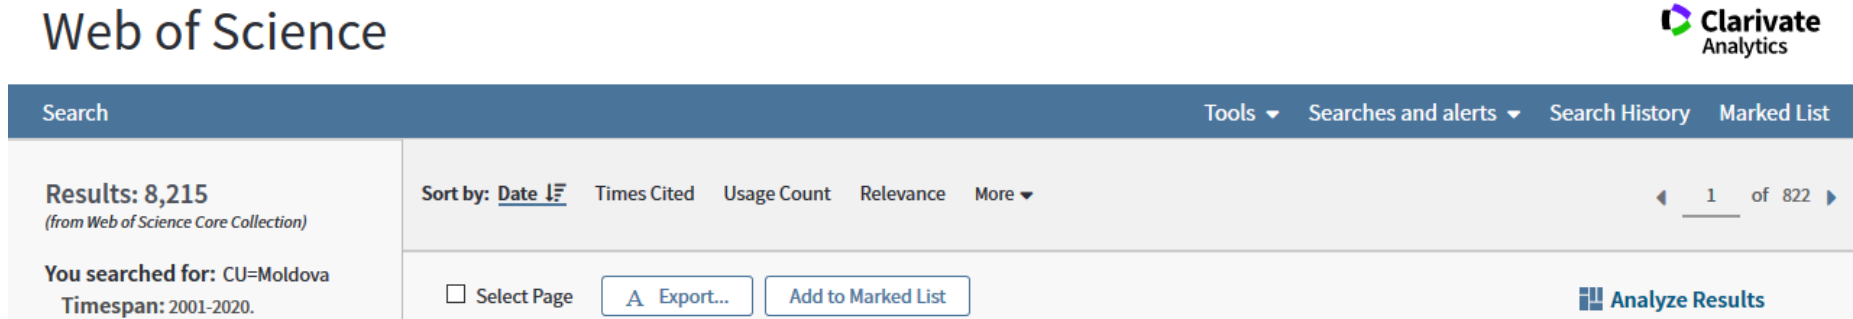 Web of Science
Clarivate
Analytics
Search
Tools
Searches and alerts
Search History
Marked List
Results: 8,215
(from Web of Science Core Collection)
You searched for: CU=Moldova
Timespan: 2001-2020.
Sort by: Date
Times Cited
Usage Count
Relevance
More
1 of 822
Select Page
Export...
Add to Marked List
Analyze Results